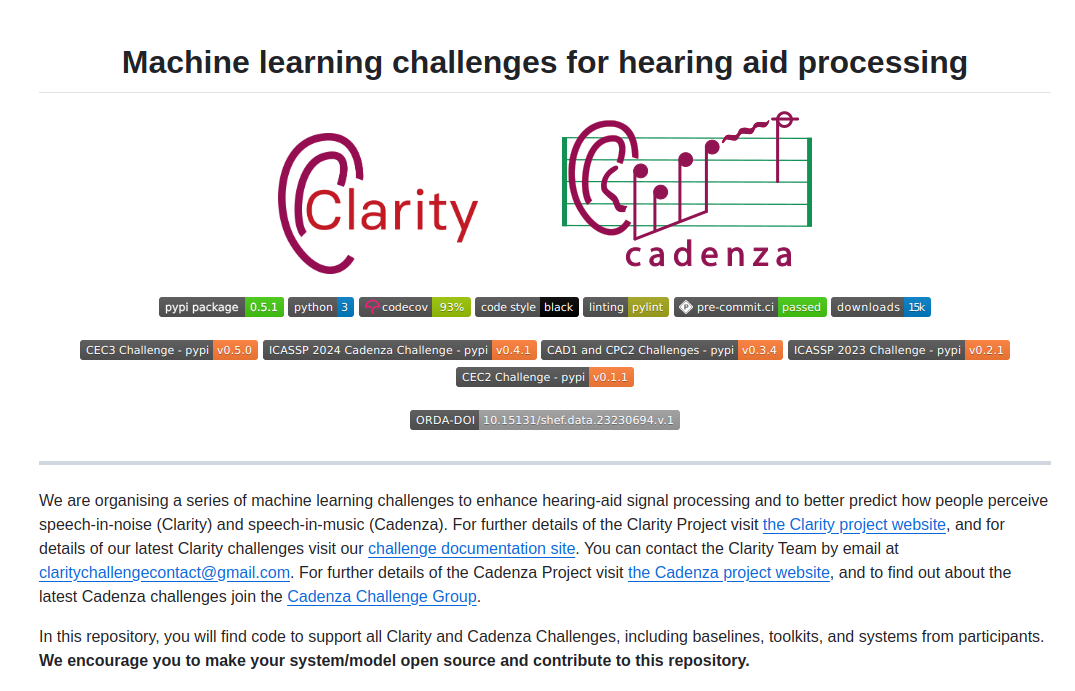 Machine learning challenges for hearing aid processing
Clarity
cadenza
pypi package 0.5.1 python 3 codecov 93% code style black linting pylint pre-commit.ci passed downloads 15k
CEC3 Challenge - pypi v0.5.0 ICASSP 2024 Cadenza Challenge - pypi v0.4.1 CAD1 and CPC2 Challenges - pypi v0.3.4 ICASSP 2023 Challenge - pypi v0.2.1
CEC2 Challenge - pypi v0.1.1
ORDA-DOI 10.15131/shef.data.23230694.v.1
We are organising a series of machine learning challenges to enhance hearing-aid signal processing and to better predict how people perceive
speech-in-noise (Clarity) and speech-in-music (Cadenza). For further details of the Clarity Project visit the Clarity project website, and for
details of our latest Clarity challenges visit our challenge documentation site. You can contact the Clarity Team by email at
claritychallengecontact@gmail.com. For further details of the Cadenza Project visit the Cadenza project website, and to find out about the
latest Cadenza challenges join the Cadenza Challenge Group.
In this repository, you will find code to support all Clarity and Cadenza Challenges, including baselines, toolkits, and systems from participants.
We encourage you to make your system/model open source and contribute to this repository.